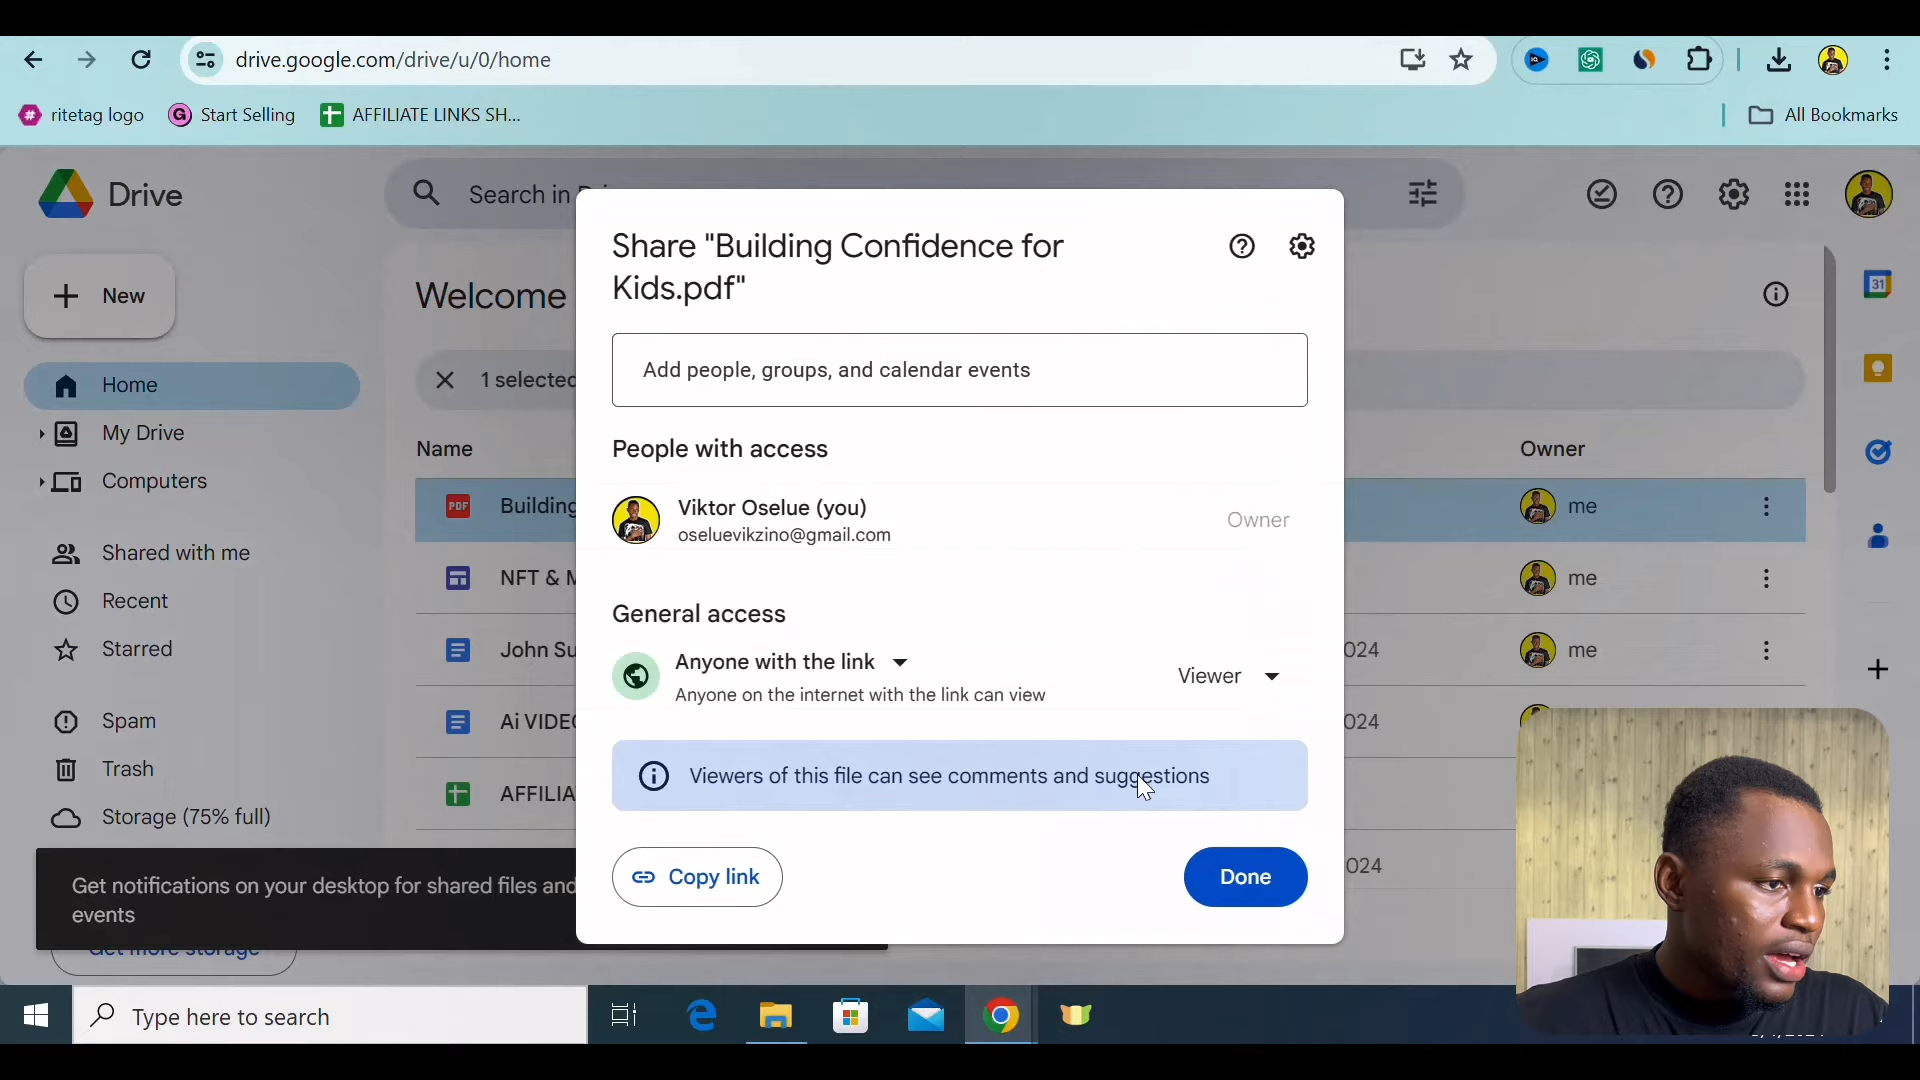 drive.google.com/drive/u/0/home
ritetag logo
Start Selling
AFFILIATE LINKS SH...
All Bookmarks
Drive
Search in
New
Welcome
Share "Building Confidence for
Kids.pdf"
Add people, groups, and calendar events
1 selected
Home
My Drive
Computers
Shared with me
Recent
Starred
Spam
Trash
Storage (75% full)
Get more storage
Name
Owner
Building
me
NFT &
me
John Su
024
me
Ai VIDEO
024
AFFILIA
024
People with access
Viktor Oselue (you)
oseluevikzino@gmail.com
Owner
General access
Anyone with the link
Anyone on the internet with the link can view
Viewer
Viewers of this file can see comments and suggestions
Copy link
Done
Get notifications on your desktop for shared files and
events
Type here to search